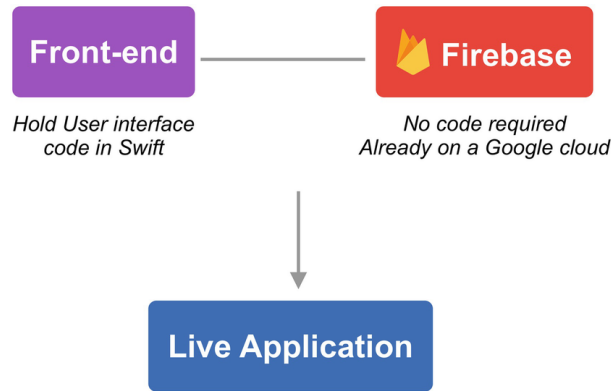 Front-end
Firebase
Hold User interface
code in Swift
No code required
Already on a Google cloud
Live Application